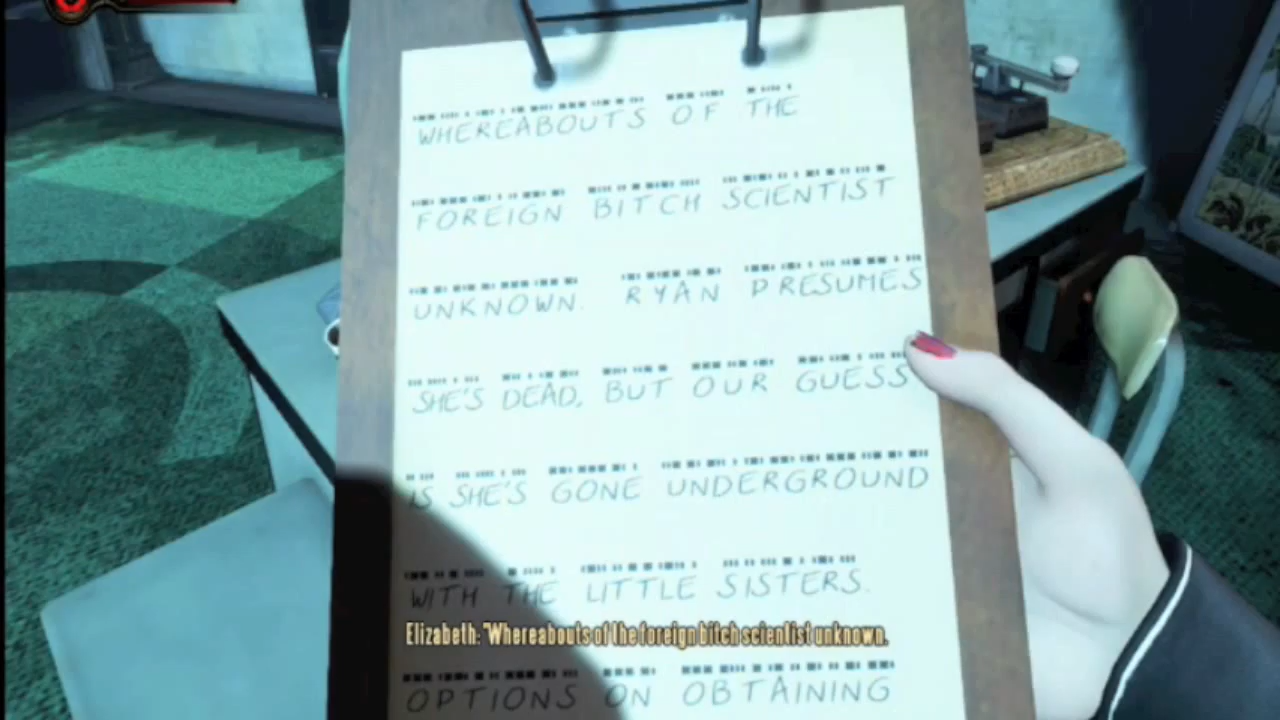 WHEREABOUTS OF THE
FOREIGN BITCH SCIENTIST
UNKNOWN. RYAN PRESUMES
SHE'S DEAD, BUT OUR GUESS
IS SHE'S GONE UNDERGROUND
WITH THE LITTLE SISTERS.
Elizabeth: "Whereabouts of the foreign bitch scientist unknown.
OPTIONS ON OBTAINING